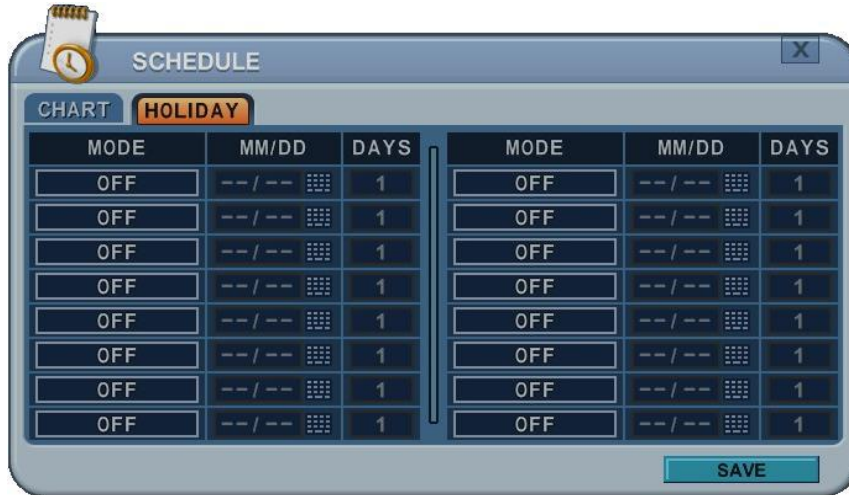 SCHEDULE X
CHART HOLIDAY
MODE MM/DD DAYS MODE MM/DD DAYS
OFF --/-- 1 OFF --/-- 1
OFF --/-- 1 OFF --/-- 1
OFF --/-- 1 OFF --/-- 1
OFF --/-- 1 OFF --/-- 1
OFF --/-- 1 OFF --/-- 1
OFF --/-- 1 OFF --/-- 1
OFF --/-- 1 OFF --/-- 1
OFF --/-- 1 OFF --/-- 1
SAVE